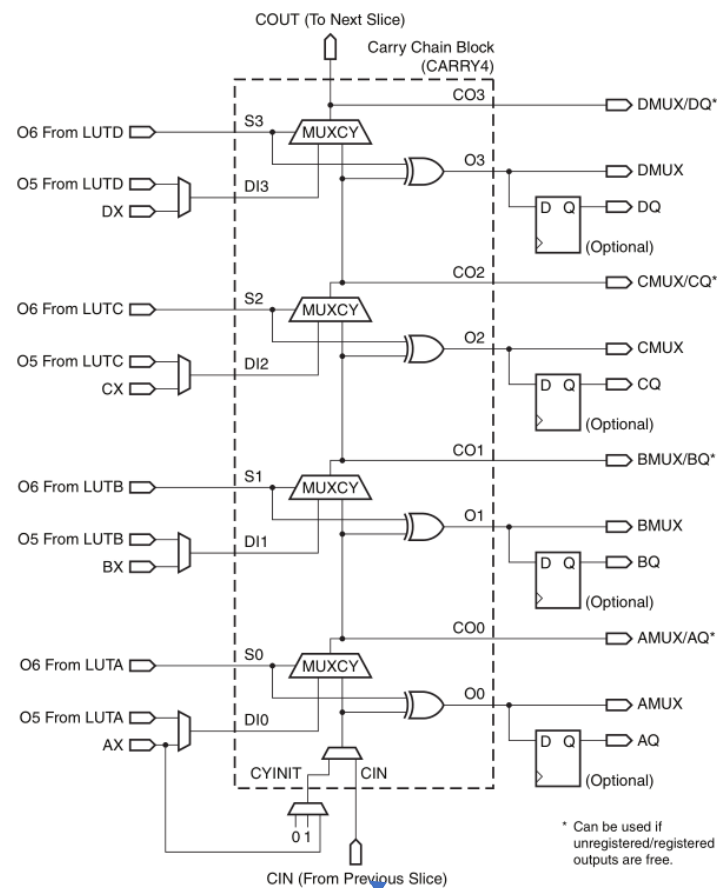 COUT (To Next Slice)
Carry Chain Block
(CARRY4)
CO3
DMUX/DQ*
O6 From LUTD
S3
MUXCY
O3
DMUX
O5 From LUTD
DI3
DX
D Q
DQ
(Optional)
CO2
CMUX/CQ*
O6 From LUTC
S2
MUXCY
O2
CMUX
O5 From LUTC
DI2
CX
D Q
CQ
(Optional)
CO1
BMUX/BQ*
O6 From LUTB
S1
MUXCY
O1
BMUX
O5 From LUTB
DI1
BX
D Q
BQ
(Optional)
CO0
AMUX/AQ*
O6 From LUTA
S0
MUXCY
O0
AMUX
O5 From LUTA
DI0
AX
D Q
AQ
CYINIT
CIN
(Optional)
0 1
* Can be used if
unregistered/registered
outputs are free.
CIN (From Previous Slice)